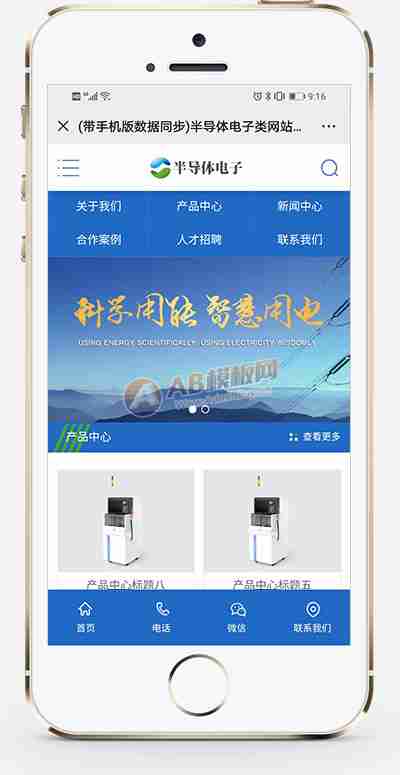 HD 9:16
(带手机版数据同步)半导体电子类网站...
半导体电子
关于我们 产品中心 新闻中心
合作案例 人才招聘 联系我们
科学用能 智慧用电
USING ENERGY SCIENTIFICALLY USING ELECTRICITY WISDOMLY
AB模板网
产品中心 查看更多
产品中心标题八 产品中心标题五
首页 电话 微信 联系我们